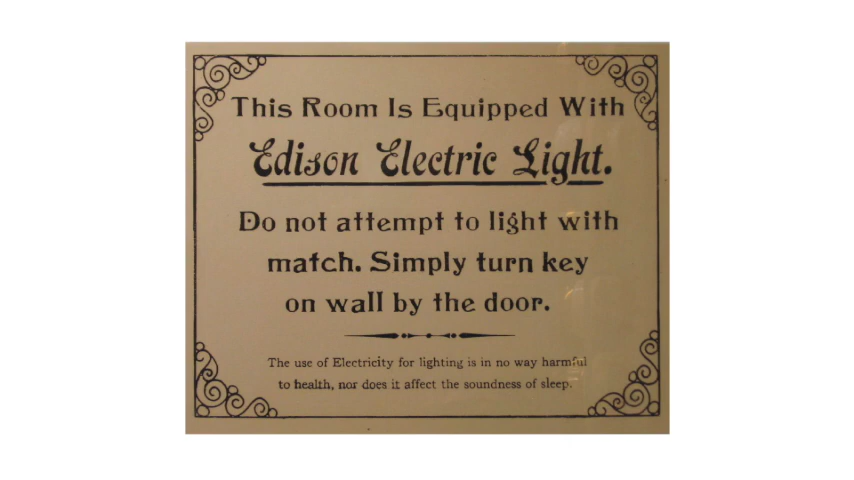 This Room Is Equipped With
Edison Electric Light.
Do not attempt to light with
match. Simply turn key
on wall by the door.
The use of Electricity for lighting is in no way harmful
to health, nor does it affect the soundness of sleep.